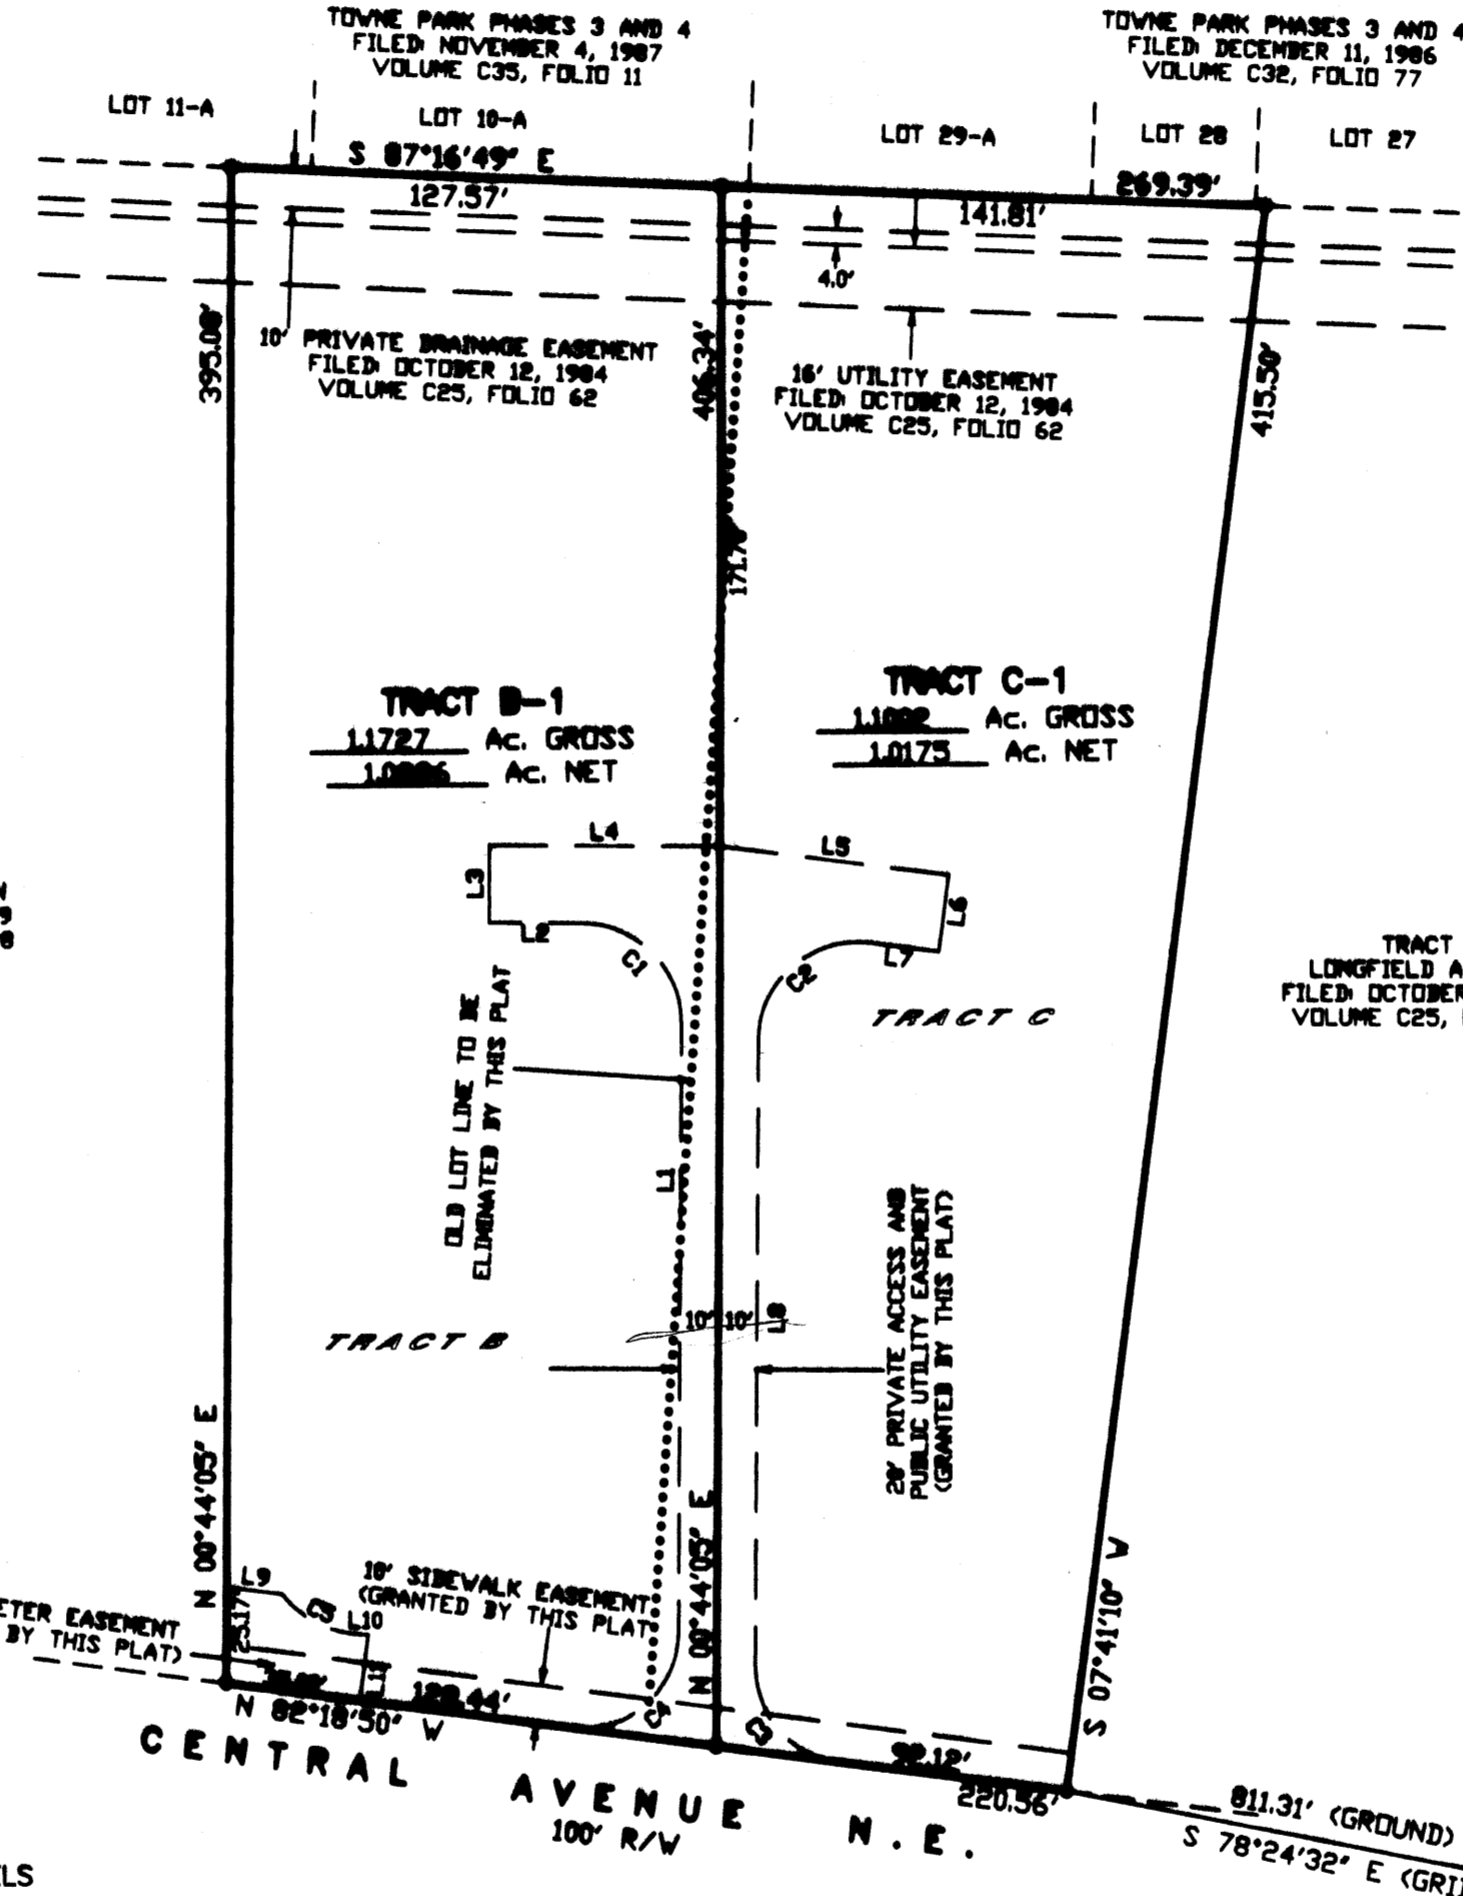 TOWNE PARK PHASES 3 AND 4
FILED: NOVEMBER 4, 1987
VOLUME C35, FOLIO 11
TOWNE PARK PHASES 3 AND 4
FILED: DECEMBER 11, 1986
VOLUME C32, FOLIO 77
LOT 11-A
LOT 10-A
LOT 29-A
LOT 28
LOT 27
S 87°16'49" E
127.57'
269.39'
141.81'
4.0'
395.08'
406.34'
415.50'
10' PRIVATE DRAINAGE EASEMENT
FILED: OCTOBER 12, 1984
VOLUME C25, FOLIO 62
16' UTILITY EASEMENT
FILED: OCTOBER 12, 1984
VOLUME C25, FOLIO 62
TRACT B-1
1.1727 Ac. GROSS
Ac. NET
TRACT C-1
Ac. GROSS
1.0175 Ac. NET
L4
L5
L3
L6
L2
L7
C1
C2
TRACT
LONGFIELD A
FILED: OCTOBER
VOLUME C25,
TRACT C
OLD LOT LINE TO BE
ELIMINATED BY THIS PLAT
L1
20' PRIVATE ACCESS AND
PUBLIC UTILITY EASEMENT
(GRANTED BY THIS PLAT)
10' 10'
L8
TRACT B
N 00°44'05" E
N 00°44'05" E
S 07°41'10" W
L9
C5
L10
10' SIDEWALK EASEMENT
(GRANTED BY THIS PLAT
ETER EASEMENT
BY THIS PLAT)
25.17'
C4
C3
N 82°18'50" W
128.44'
92.12'
220.56'
CENTRAL AVENUE N.E.
100' R/W
811.31' (GROUND)
S 78°24'32" E (GRI
ELS